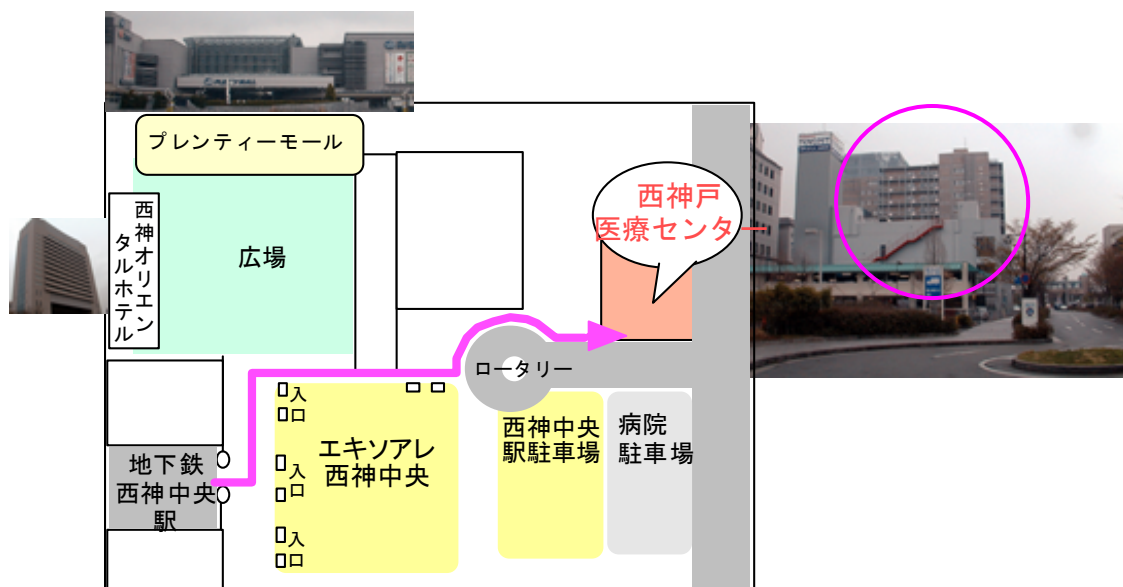 プレンティーモール
西神オリエン
タルホテル
広場
西神戸
医療センター
ロータリー
入
口
入
口
入
口
エキソアレ
西神中央
西神中央
駅駐車場
病院
駐車場
地下鉄
西神中央
駅